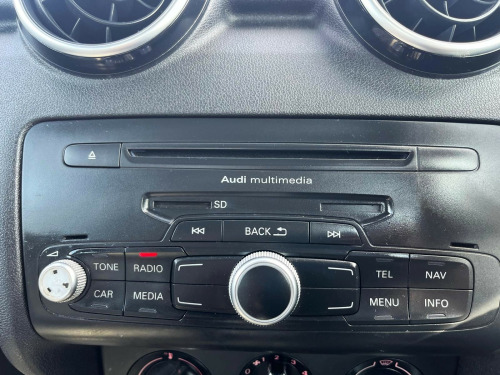 Audi multimedia
SD
BACK
TONE RADIO TEL NAV
CAR MEDIA MENU INFO